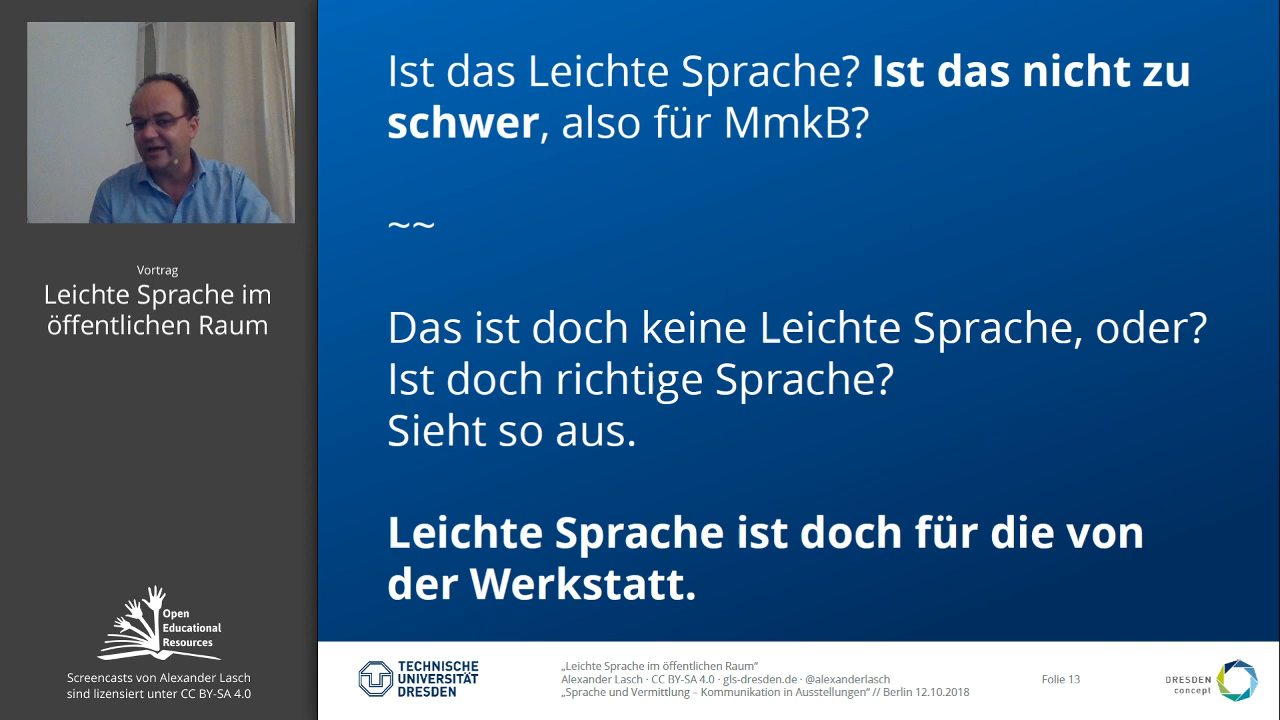 Vortrag
Leichte Sprache im
öffentlichen Raum
Open
Educational
Resources
Screencasts von Alexander Lasch
sind lizensiert unter CC BY-SA 4.0
Ist das Leichte Sprache? Ist das nicht zu
schwer, also für MmkB?
~~
Das ist doch keine Leichte Sprache, oder?
Ist doch richtige Sprache?
Sieht so aus.
Leichte Sprache ist doch für die von
der Werkstatt.
TECHNISCHE
UNIVERSITÄT
DRESDEN
„Leichte Sprache im öffentlichen Raum“
Alexander Lasch · CC BY-SA 4.0 · gls-dresden.de · @alexanderlasch
„Sprache und Vermittlung – Kommunikation in Ausstellungen“ // Berlin 12.10.2018
Folie 13
DRESDEN
concept